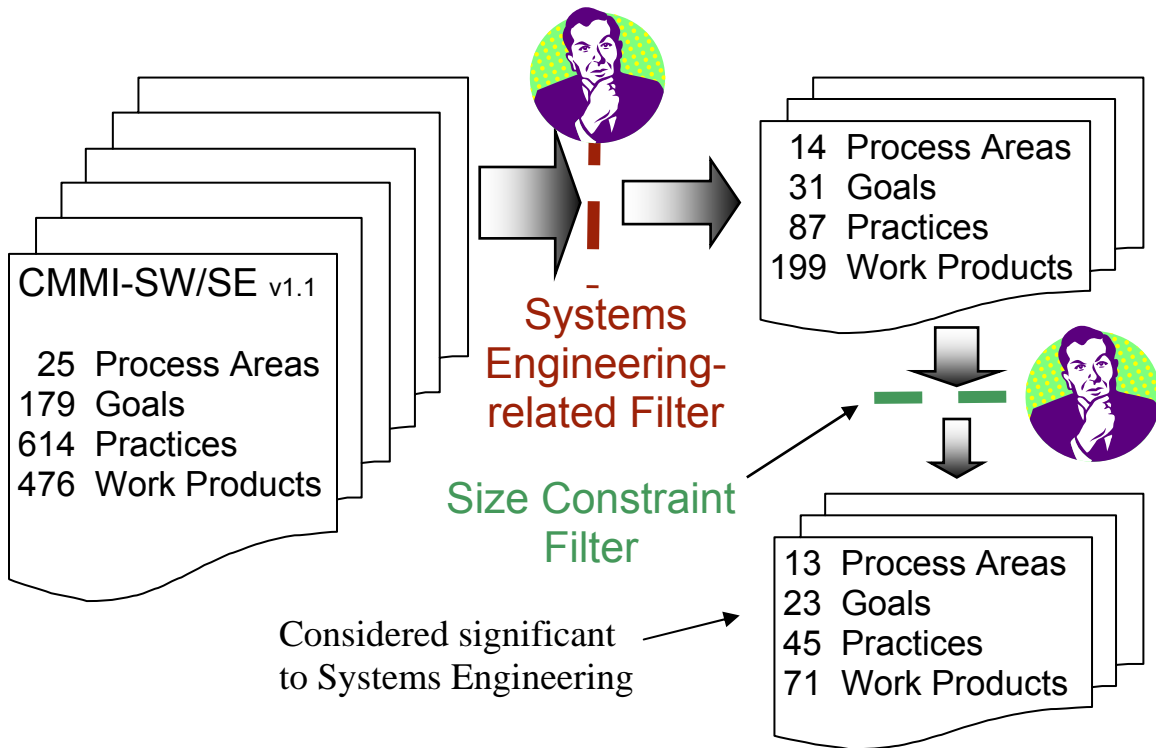 CMMI-SW/SE v1.1
25 Process Areas
179 Goals
614 Practices
476 Work Products
Systems
Engineering-
related Filter
14 Process Areas
31 Goals
87 Practices
199 Work Products
Size Constraint
Filter
13 Process Areas
23 Goals
45 Practices
71 Work Products
Considered significant
to Systems Engineering